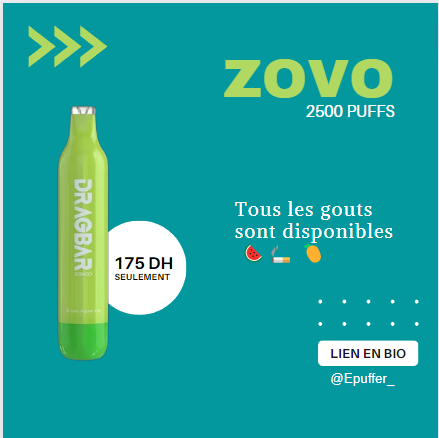 ZOVO
2500 PUFFS
DRAGBAR
Tous les gouts
sont disponibles
175 DH
SEULEMENT
LIEN EN BIO
@Epuffer_